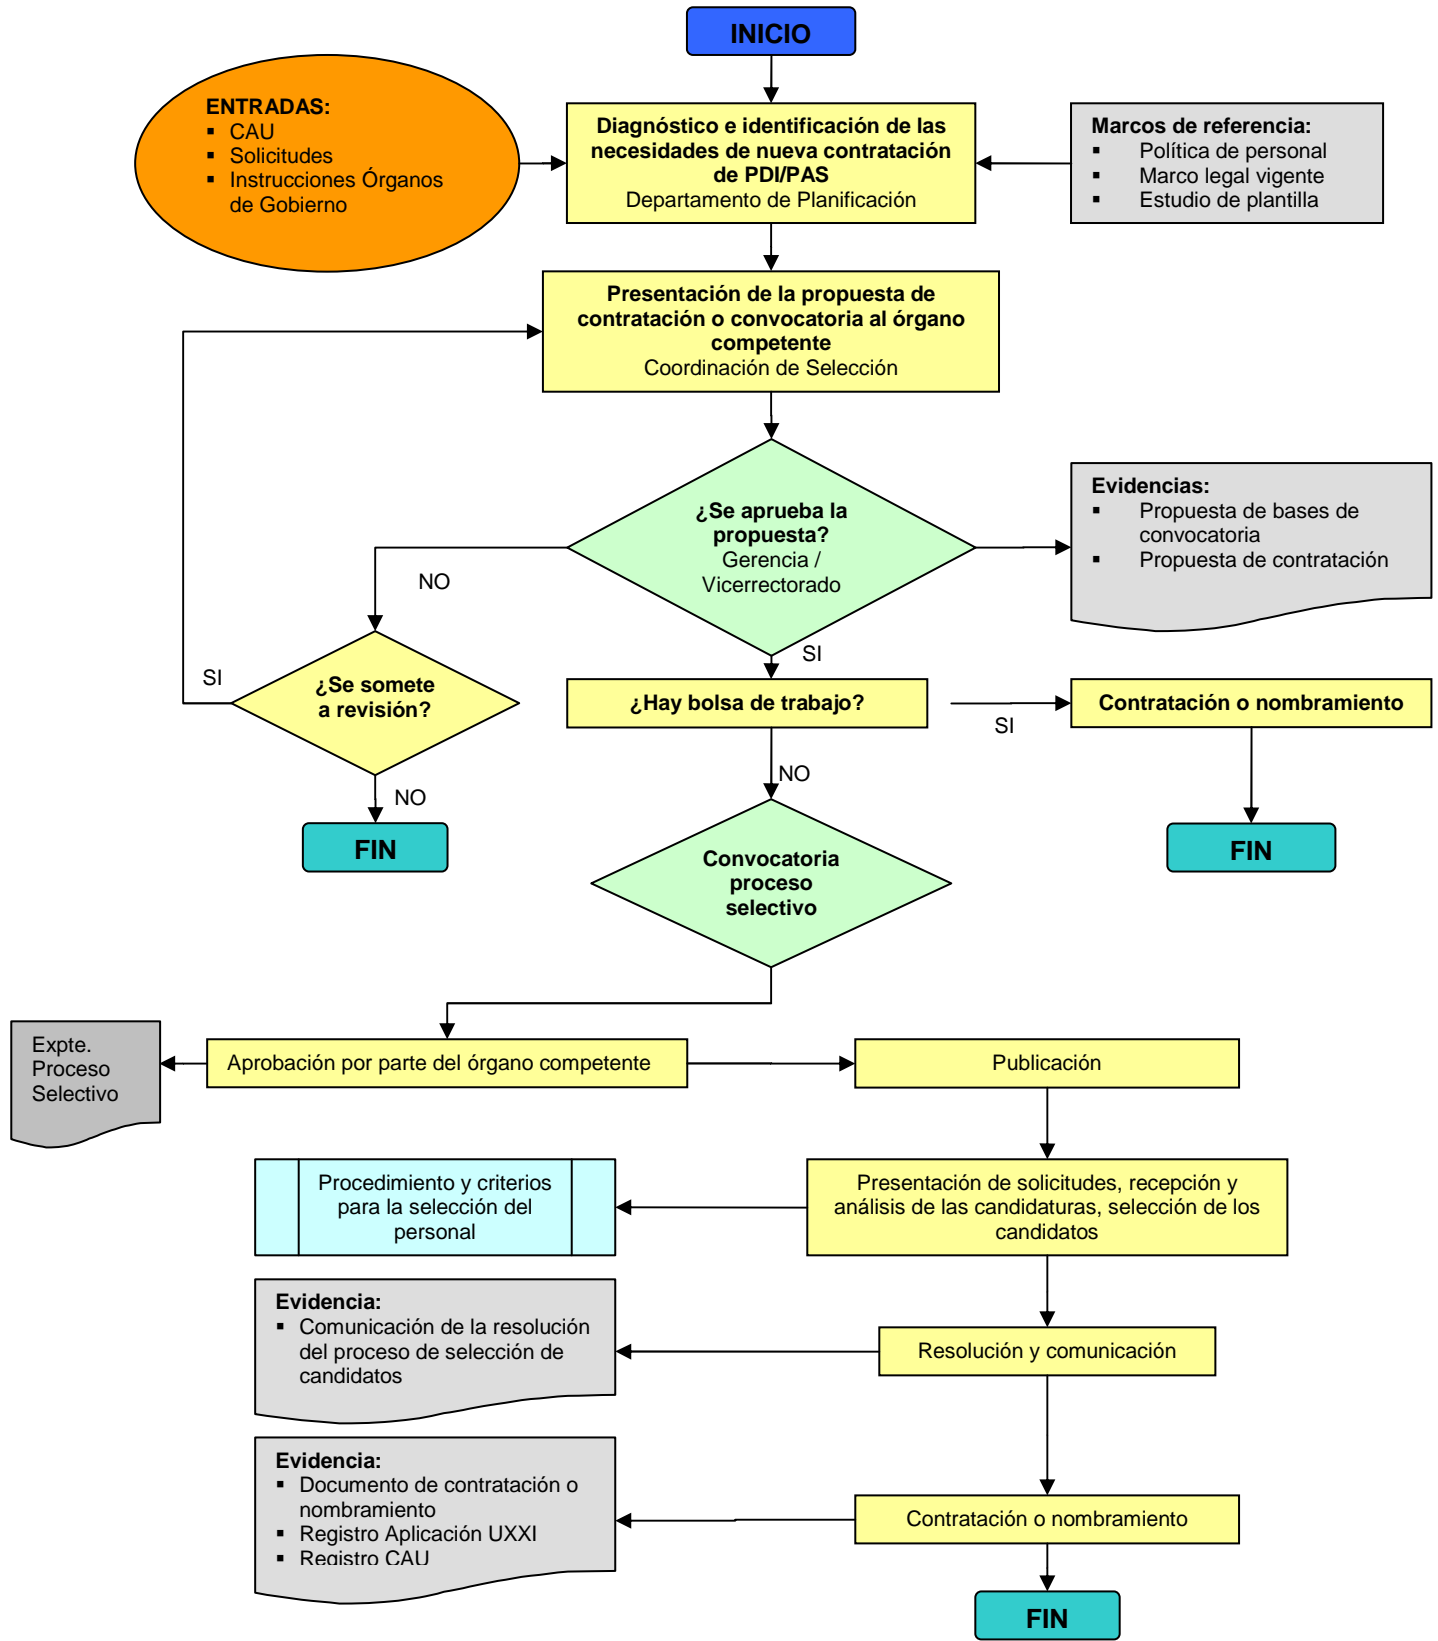 INICIO
ENTRADAS:
▪ CAU
▪ Solicitudes
▪ Instrucciones Órganos
de Gobierno
Diagnóstico e identificación de las
necesidades de nueva contratación
de PDI/PAS
Departamento de Planificación
Marcos de referencia:
▪ Política de personal
▪ Marco legal vigente
▪ Estudio de plantilla
Presentación de la propuesta de
contratación o convocatoria al órgano
competente
Coordinación de Selección
¿Se aprueba la
propuesta?
Gerencia /
Vicerrectorado
Evidencias:
▪ Propuesta de bases de
convocatoria
▪ Propuesta de contratación
NO
SI
SI
¿Se somete
a revisión?
¿Hay bolsa de trabajo?
SI
Contratación o nombramiento
NO
NO
FIN
FIN
Convocatoria
proceso
selectivo
Expte.
Proceso
Selectivo
Aprobación por parte del órgano competente
Publicación
Procedimiento y criterios
para la selección del
personal
Presentación de solicitudes, recepción y
análisis de las candidaturas, selección de los
candidatos
Evidencia:
▪ Comunicación de la resolución
del proceso de selección de
candidatos
Resolución y comunicación
Evidencia:
▪ Documento de contratación o
nombramiento
▪ Registro Aplicación UXXI
▪ Registro CAU
Contratación o nombramiento
FIN